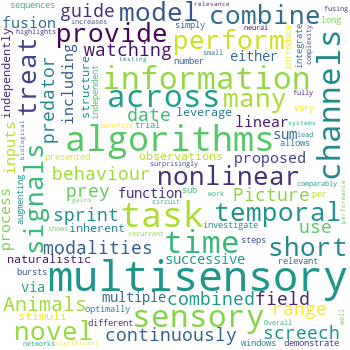 sequences
relevance
fusing
long
small
increases
highlights
neural
guide
model
combine
introduce
complexity
fusion
either
integrate
simply
including
structure
independently
provide
perform
watching
number
testing
independent
fully
treat
predator
information
vary
systems
biological
across
many
leverage
lead
channels
date
linear
inputs
benefits
trial
allows
sum
proposed
augmenting
presented
observations
algorithms
surprisingly
comparably
signals
behaviour
nonlinear
prey
function
sub
Picture
per
process
gains
work
performance
task
temporal
sprint
shows
inherent
circuit
recurrent
investigate
steps
relevant
time
short
modalities
successive
use
naturalistic
via
bursts
multisensory
Animals
multiple
combined
field
range
stimuli
optimally
Overall
well
novel
different
windows
demonstrate
sensory
continuously
screech
networks
significant